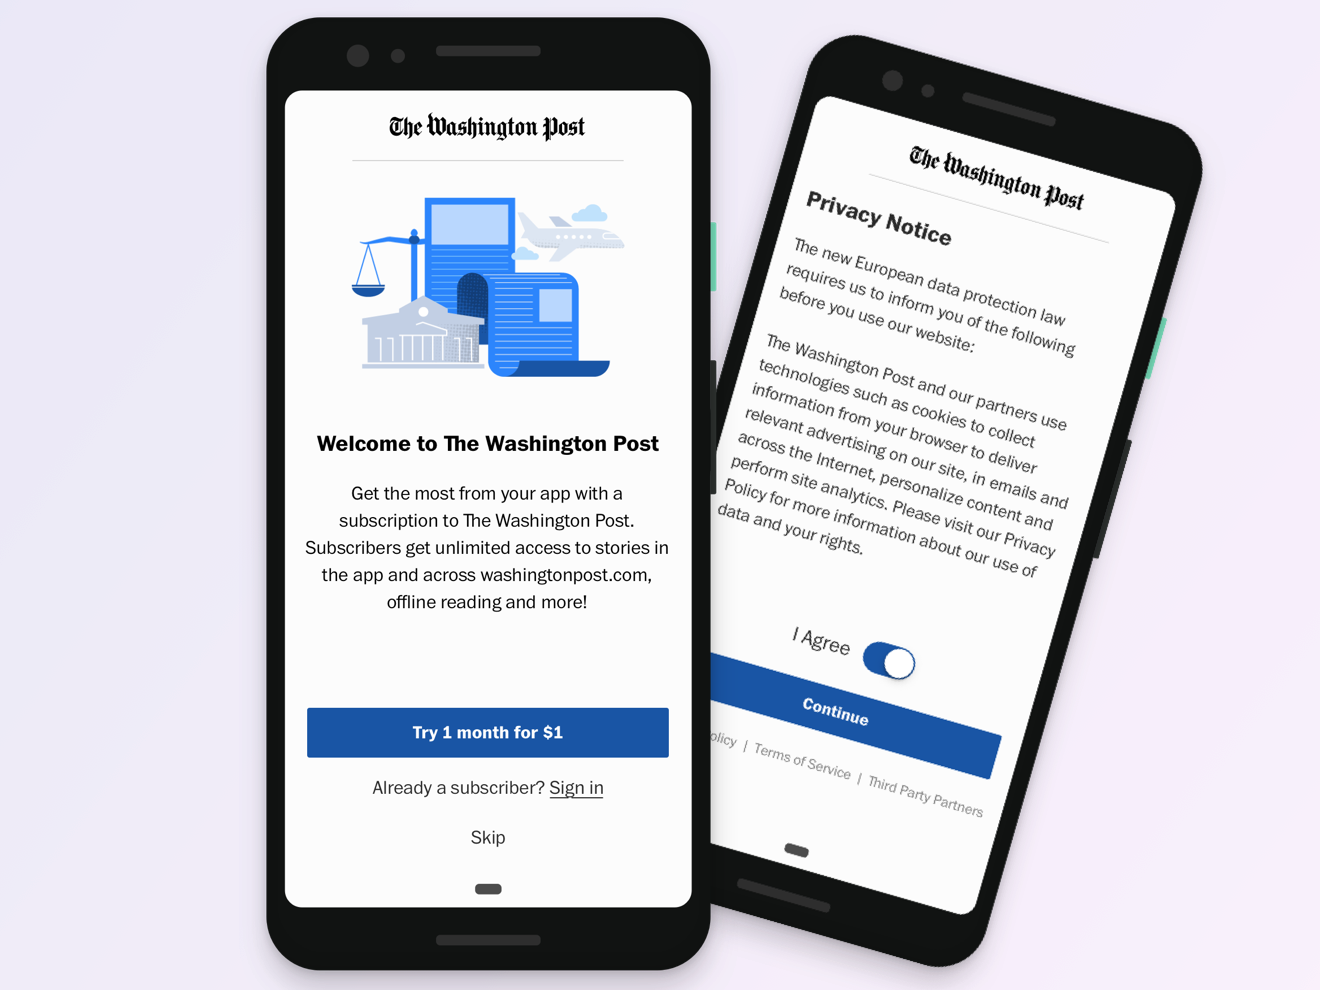 The Washington Post
Welcome to The Washington Post
Get the most from your app with a
subscription to The Washington Post.
Subscribers get unlimited access to stories in
the app and across washingtonpost.com,
offline reading and more!
Try 1 month for $1
Already a subscriber? Sign in
Skip
The Washington Post
Privacy Notice
The new European data protection law
requires us to inform you of the following
before you use our website:
The Washington Post and our partners use
technologies such as cookies to collect
information from your browser to deliver
relevant advertising on our site, in emails and
across the Internet, personalize content and
perform site analytics. Please visit our Privacy
Policy for more information about our use of
data and your rights.
I Agree
Continue
olicy | Terms of Service | Third Party Partners